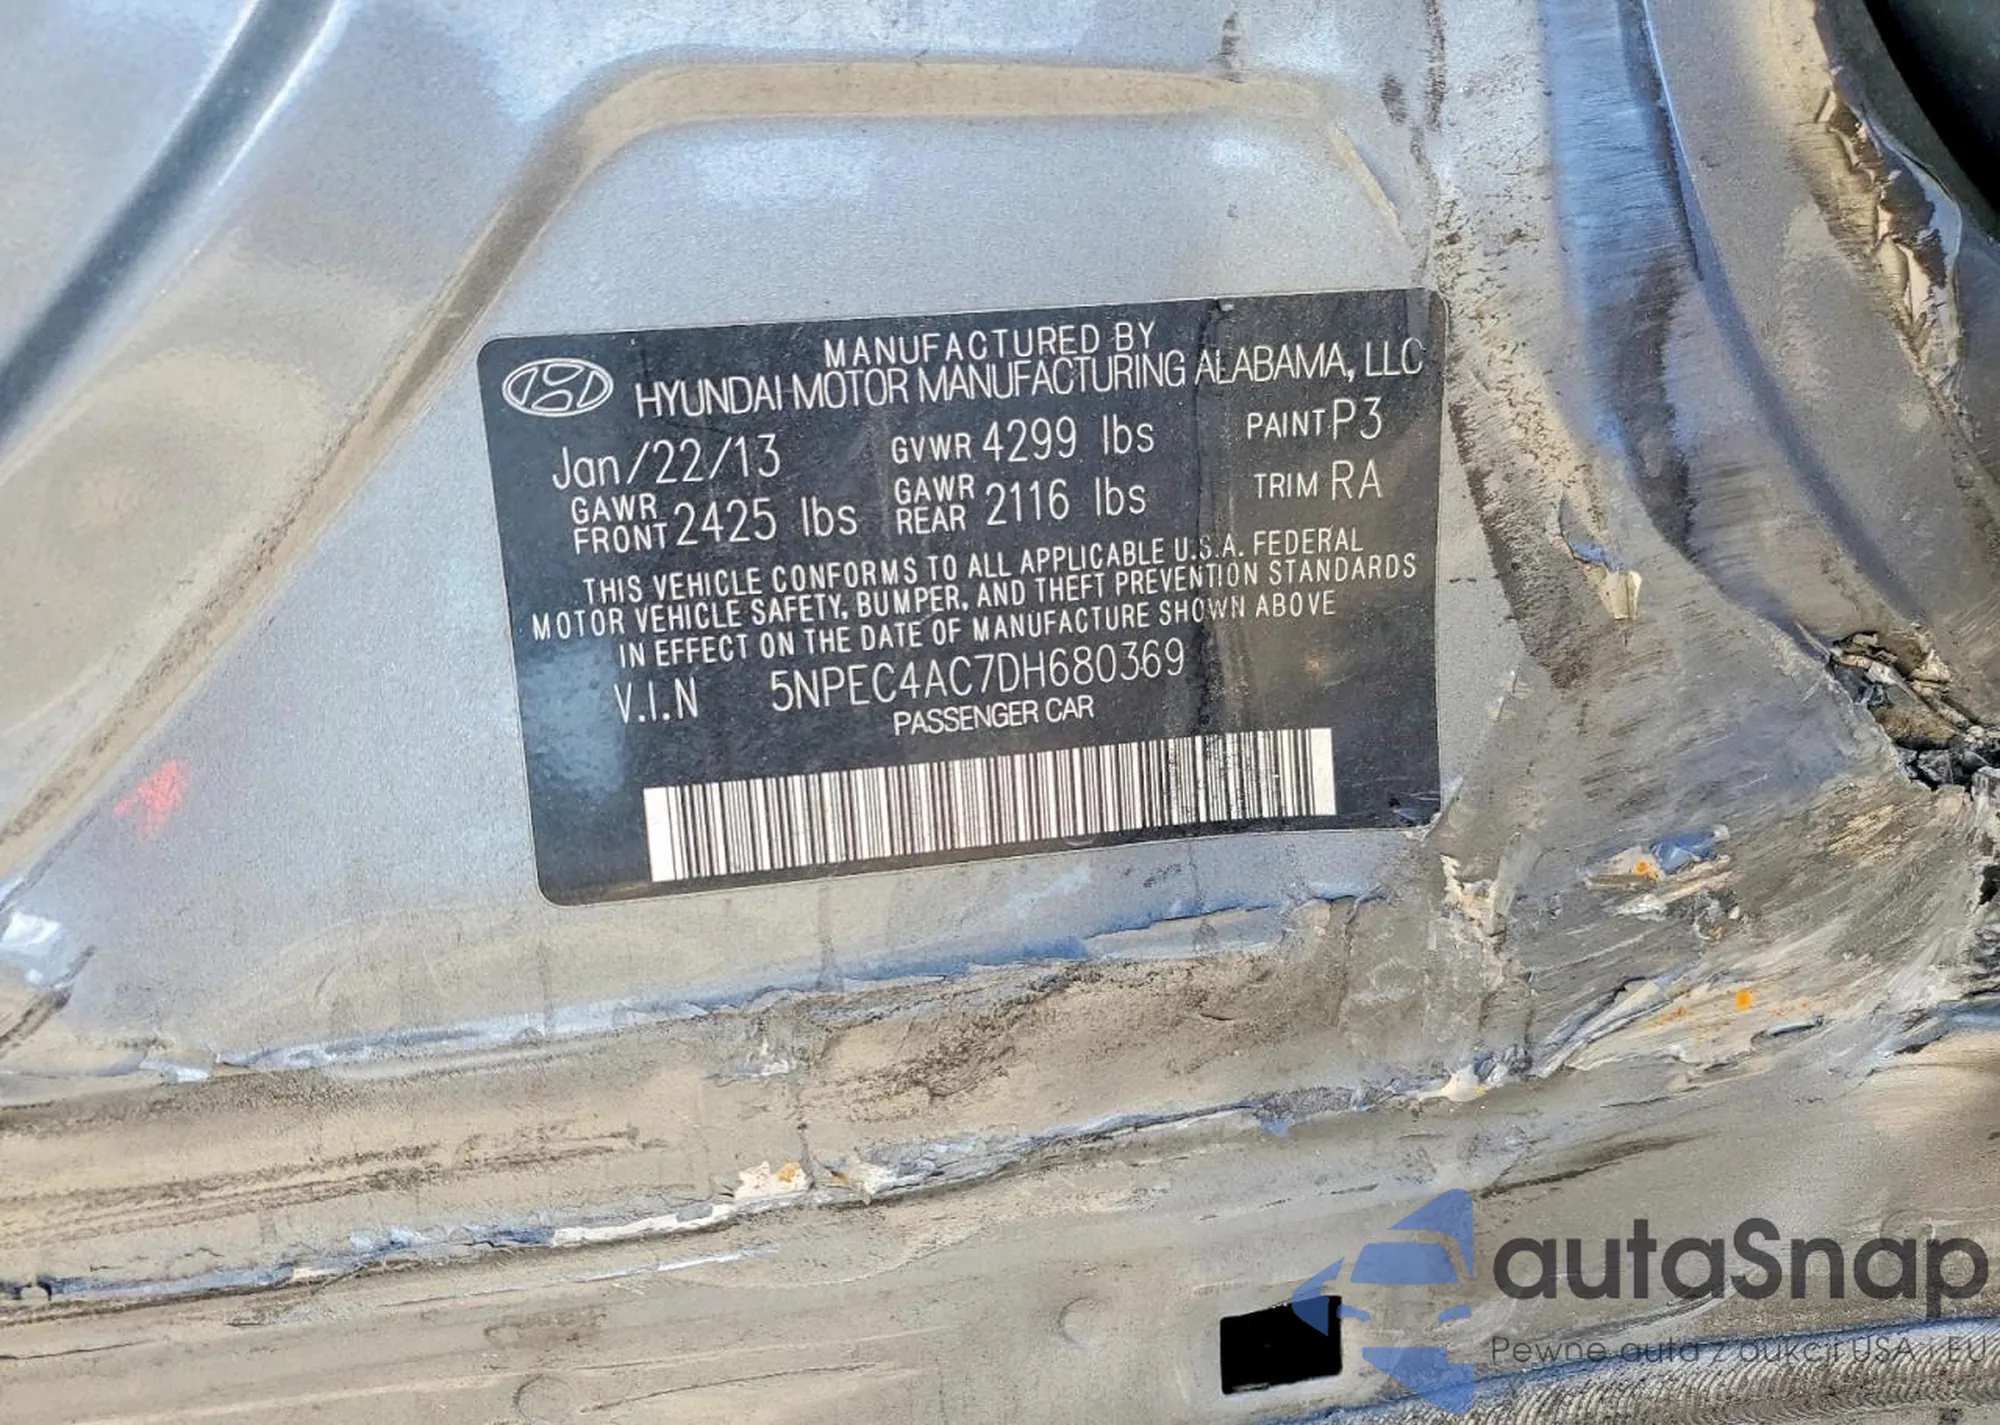 MANUFACTURED BY
HYUNDAI MOTOR MANUFACTURING ALABAMA, LLC
Jan/22/13 GVWR 4299 lbs PAINT P3
GAWR FRONT 2425 lbs GAWR REAR 2116 lbs TRIM RA
THIS VEHICLE CONFORMS TO ALL APPLICABLE U.S.A. FEDERAL
MOTOR VEHICLE SAFETY, BUMPER, AND THEFT PREVENTION STANDARDS
IN EFFECT ON THE DATE OF MANUFACTURE SHOWN ABOVE
V.I.N 5NPEC4AC7DH680369
PASSENGER CAR
autaSnap
Pewne auta z aukcji USA i EU